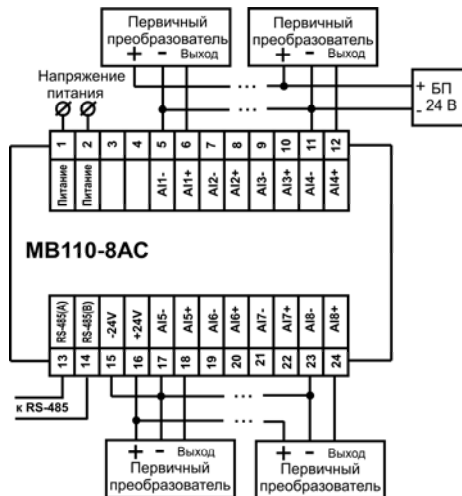 Первичный преобразователь
+ − Выход
Первичный преобразователь
+ − Выход
Напряжение питания
...
...
+ БП
- 24 В
1 2 3 4 5 6 7 8 9 10 11 12
Питание Питание AI1- AI1+ AI2- AI2+ AI3- AI3+ AI4- AI4+
МВ110-8АС
RS-485(A) RS-485(B) -24V +24V AI5- AI5+ AI6- AI6+ AI7- AI7+ AI8- AI8+
13 14 15 16 17 18 19 20 21 22 23 24
к RS-485
...
...
+ − Выход
Первичный преобразователь
+ − Выход
Первичный преобразователь